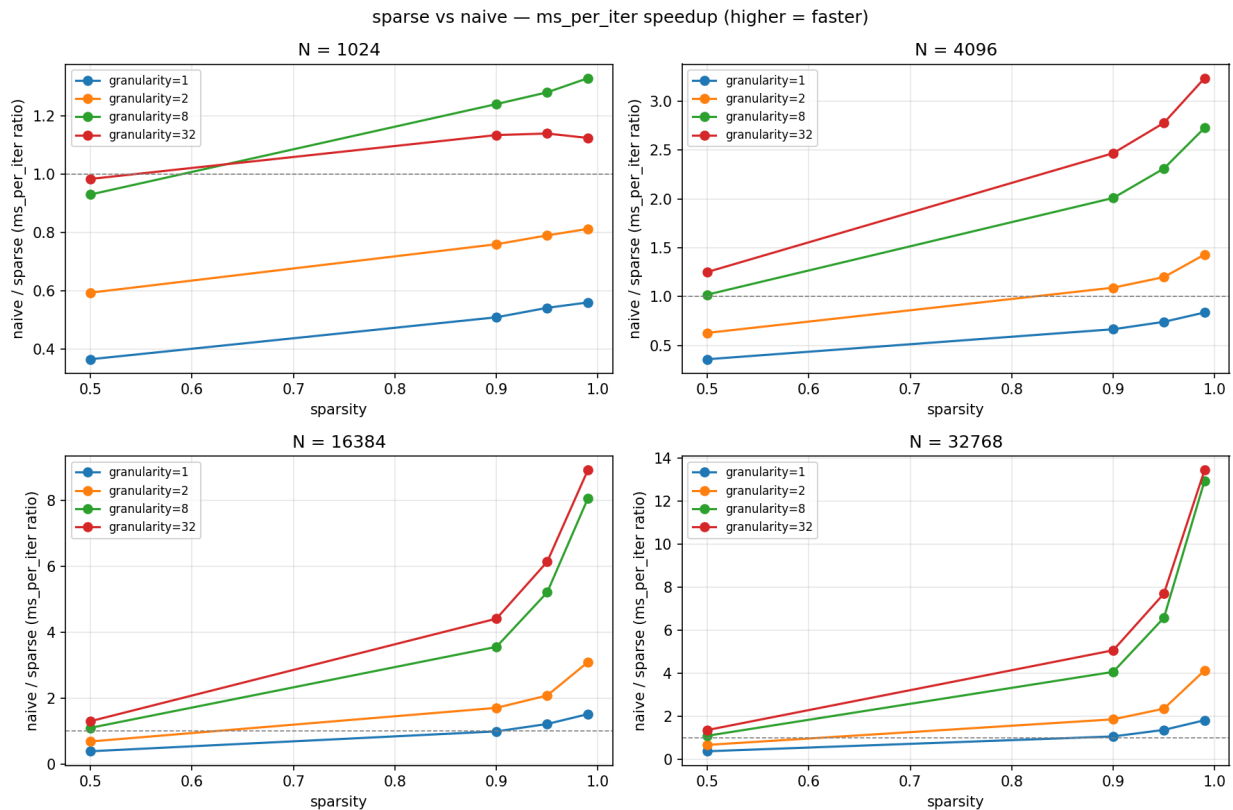 sparse vs naive — ms_per_iter speedup (higher = faster)
N = 1024
granularity=1
granularity=2
granularity=8
granularity=32
naive / sparse (ms_per_iter ratio)
1.2
1.0
0.8
0.6
0.4
0.5 0.6 0.7 0.8 0.9 1.0
sparsity
N = 4096
granularity=1
granularity=2
granularity=8
granularity=32
naive / sparse (ms_per_iter ratio)
3.0
2.5
2.0
1.5
1.0
0.5
0.5 0.6 0.7 0.8 0.9 1.0
sparsity
N = 16384
granularity=1
granularity=2
granularity=8
granularity=32
naive / sparse (ms_per_iter ratio)
8
6
4
2
0
0.5 0.6 0.7 0.8 0.9 1.0
sparsity
N = 32768
granularity=1
granularity=2
granularity=8
granularity=32
naive / sparse (ms_per_iter ratio)
14
12
10
8
6
4
2
0
0.5 0.6 0.7 0.8 0.9 1.0
sparsity